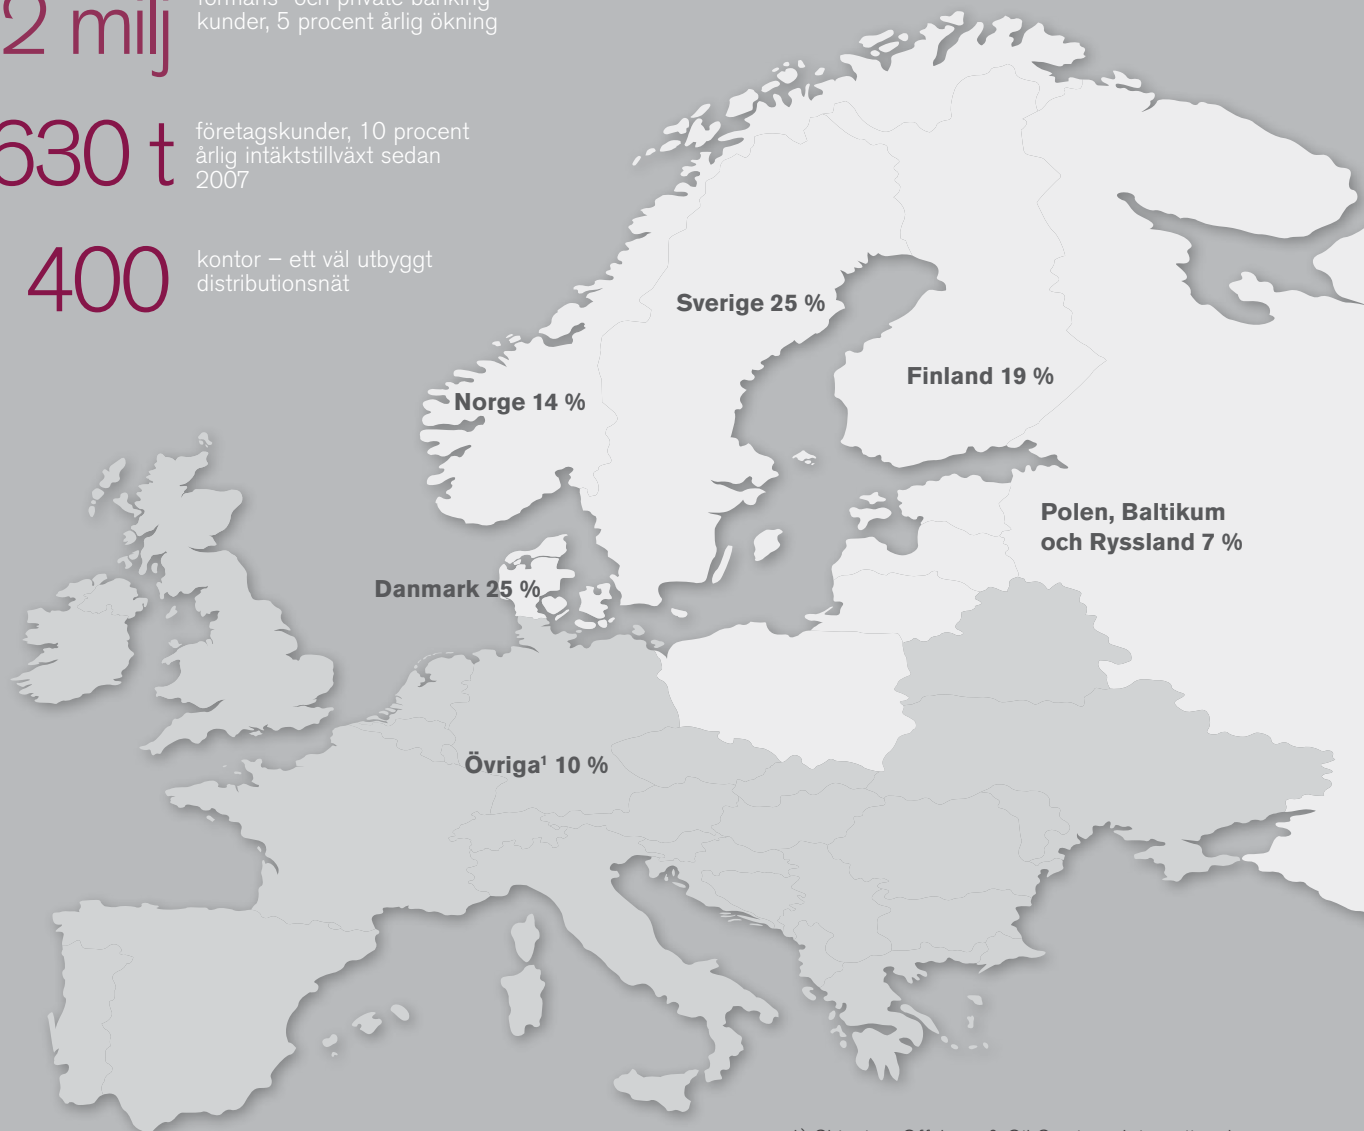 2 milj
kunder, 5 procent årlig ökning
630 t
företagskunder, 10 procent
årlig intäktstillväxt sedan
2007
400
kontor – ett väl utbyggt
distributionsnät
Sverige 25 %
Finland 19 %
Norge 14 %
Polen, Baltikum
och Ryssland 7 %
Danmark 25 %
Övriga¹ 10 %